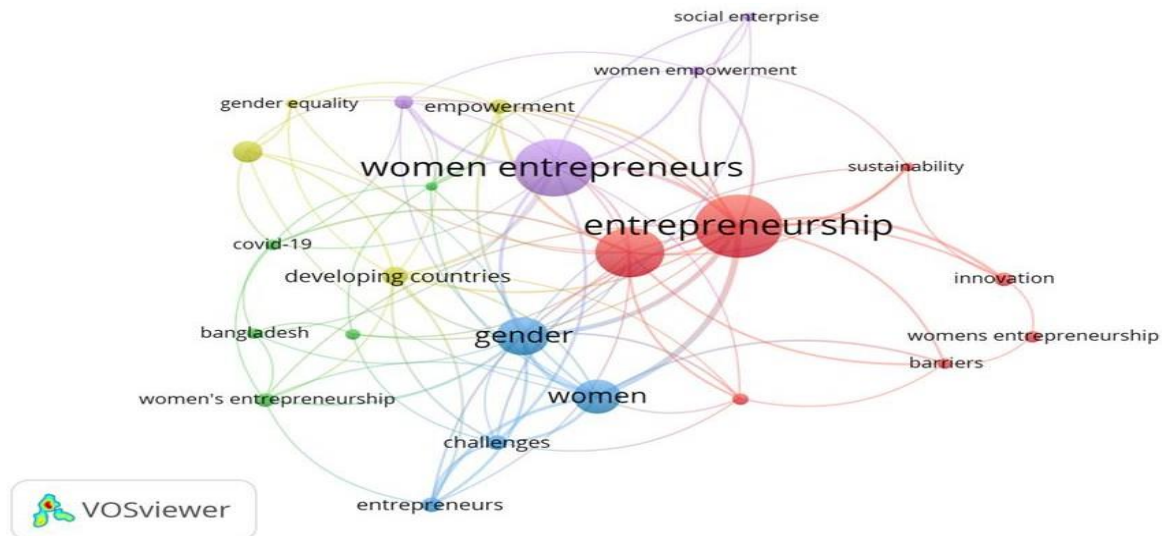 social enterprise
women empowerment
gender equality
empowerment
women entrepreneurs
sustainability
entrepreneurship
covid-19
developing countries
innovation
bangladesh
gender
womens entrepreneurship
barriers
women's entrepreneurship
women
challenges
entrepreneurs
VOSviewer